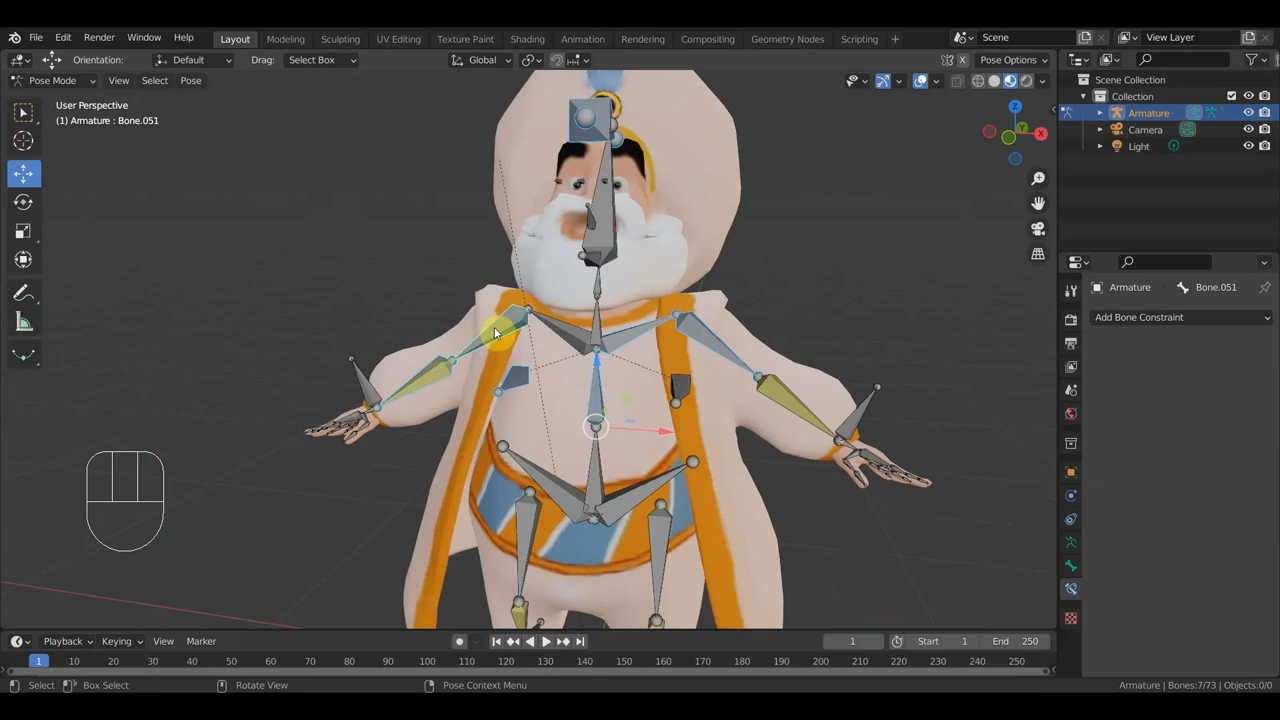 File Edit Render Window Help Layout Modeling Sculpting UV Editing Texture Paint Shading Animation Rendering Compositing Geometry Nodes Scripting + Scene View Layer
Orientation: Default Drag: Select Box Global X Pose Options
Pose Mode View Select Pose
User Perspective
(1) Armature : Bone.051
Z
Y
X
Scene Collection
Collection
Armature
Camera
Light
Armature Bone.051
Add Bone Constraint
Playback Keying View Marker 1 Start 1 End 250
1 10 20 30 40 50 60 70 80 90 100 110 120 130 140 150 160 170 180 190 200 210 220 230 240 250
Select Box Select Rotate View Pose Context Menu Armature | Bones:7/73 | Objects:0/0